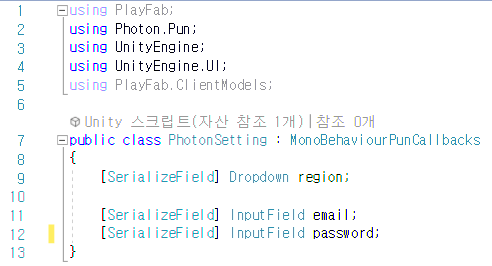 1 using PlayFab;
2 using Photon.Pun;
3 using UnityEngine;
4 using UnityEngine.UI;
5 using PlayFab.ClientModels;
6
Unity 스크립트(자산 참조 1개)|참조 0개
7 public class PhotonSetting : MonoBehaviourPunCallbacks
8 {
9 [SerializeField] Dropdown region;
10
11 [SerializeField] InputField email;
12 [SerializeField] InputField password;
13 }